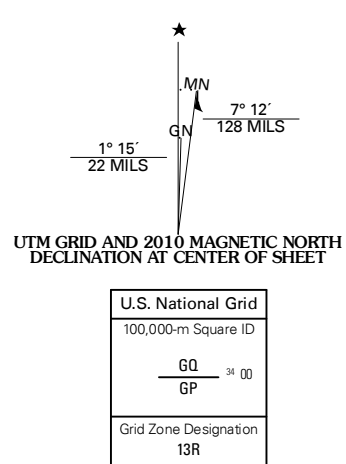 ★
MN
GN
7° 12´
128 MILS
1° 15´
22 MILS
UTM GRID AND 2010 MAGNETIC NORTH
DECLINATION AT CENTER OF SHEET
U.S. National Grid
100,000-m Square ID
GQ
34 00
GP
Grid Zone Designation
13R